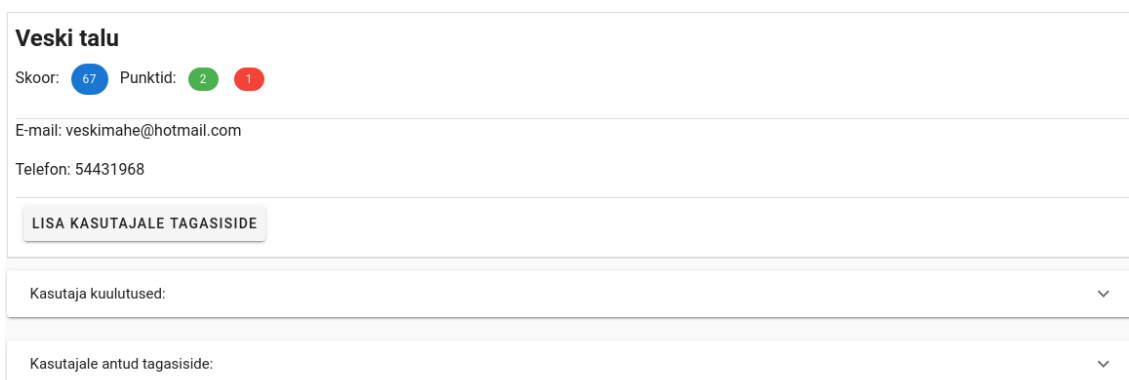 Veski talu
Skoor: 67 Punktid: 2 1
E-mail: veskimahe@hotmail.com
Telefon: 54431968
LISA KASUTAJALE TAGASISIDE
Kasutaja kuulutused:
Kasutajale antud tagasiside: